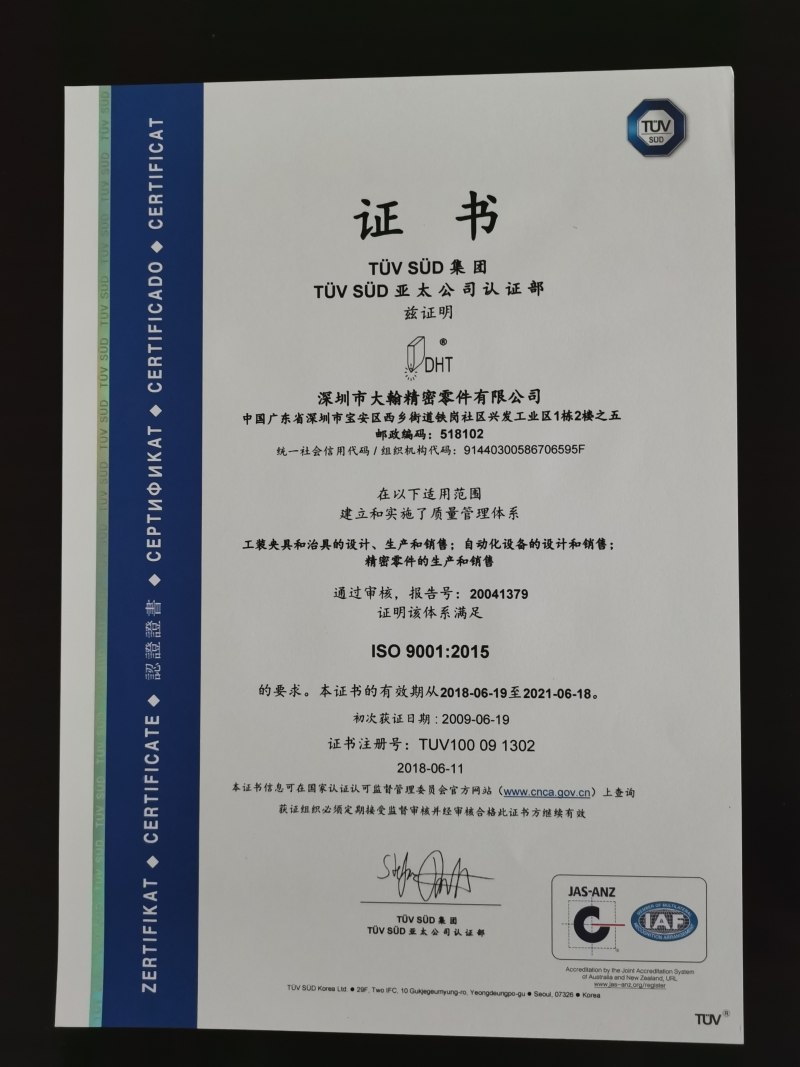 TÜV
SÜD
证 书
TÜV SÜD 集团
TÜV SÜD 亚太公司认证部
兹证明
®
DHT
深圳市大翰精密零件有限公司
中国广东省深圳市宝安区西乡街道铁岗社区兴发工业区1栋2楼之五
邮政编码：518102
统一社会信用代码 / 组织机构代码：91440300586706595F
在以下适用范围
建立和实施了质量管理体系
工装夹具和治具的设计、生产和销售；自动化设备的设计和销售；
精密零件的生产和销售
通过审核，报告号：20041379
证明该体系满足
ISO 9001:2015
的要求。本证书的有效期从2018-06-19至2021-06-18。
初次获证日期：2009-06-19
证书注册号：TUV100 09 1302
2018-06-11
本证书信息可在国家认证认可监督管理委员会官方网站（www.cnca.gov.cn）上查询
获证组织必须定期接受监督审核并经审核合格此证书方继续有效
TÜV SÜD 集团
TÜV SÜD 亚太公司认证部
JAS-ANZ
C
MEMBER OF MULTILATERAL
IAF
RECOGNITION ARRANGEMENT
Accreditation by the Joint Accreditation System
of Australia and New Zealand, URL
www.jas-anz.org/register
TÜV SÜD Korea Ltd. ● 29F, Two IFC, 10 Gukjegeumyung-ro, Yeongdeungpo-gu ● Seoul, 07326 ● Korea
TÜV®
ZERTIFIKAT ◆ CERTIFICATE ◆ 認證證書 ◆ СЕРТИФИКАТ ◆ CERTIFICADO ◆ CERTIFICAT
TÜV SÜD TÜV SÜD TÜV SÜD TÜV SÜD TÜV SÜD